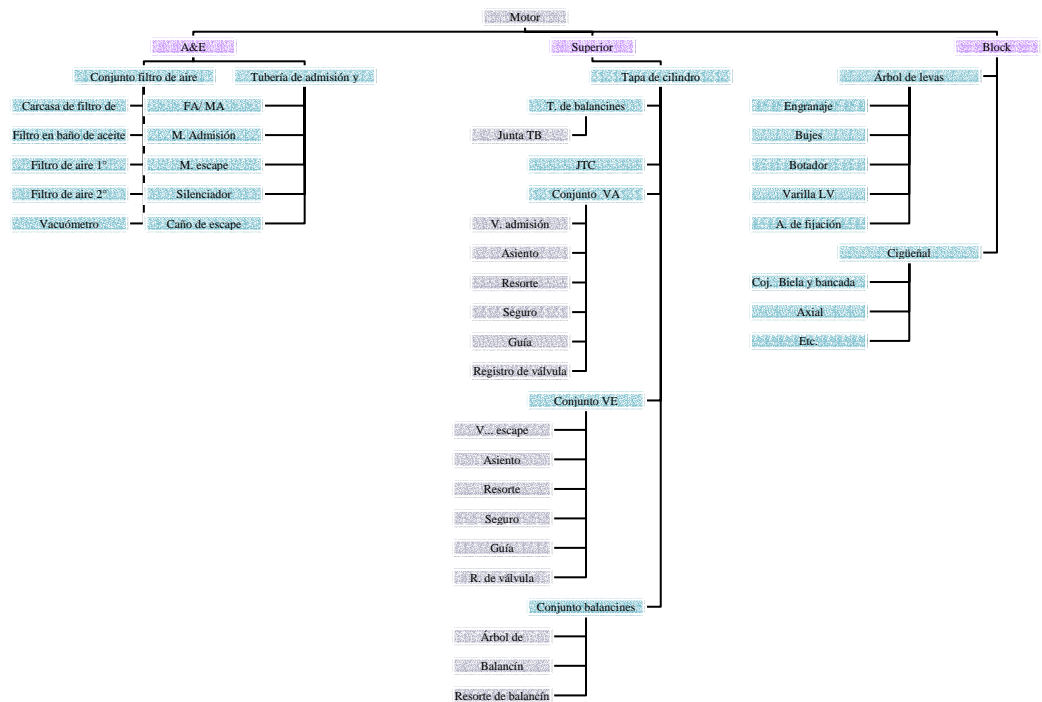 Motor
A&E
Superior
Block
Conjunto filtro de aire
Tubería de admisión y
Tapa de cilindro
Árbol de levas
Carcasa de filtro de
FA/ MA
T. de balancines
Engranaje
Filtro en baño de aceite
M. Admisión
Junta TB
Bujes
Filtro de aire 1º
M. escape
JTC
Botador
Filtro de aire 2º
Silenciador
Conjunto VA
Varilla LV
Vacuómetro
Caño de escape
V. admisión
A. de fijación
Asiento
Cigüeñal
Resorte
Coj. Biela y bancada
Seguro
Axial
Guía
Etc.
Registro de válvula
Conjunto VE
V... escape
Asiento
Resorte
Seguro
Guía
R. de válvula
Conjunto balancines
Árbol de
Balancín
Resorte de balancín